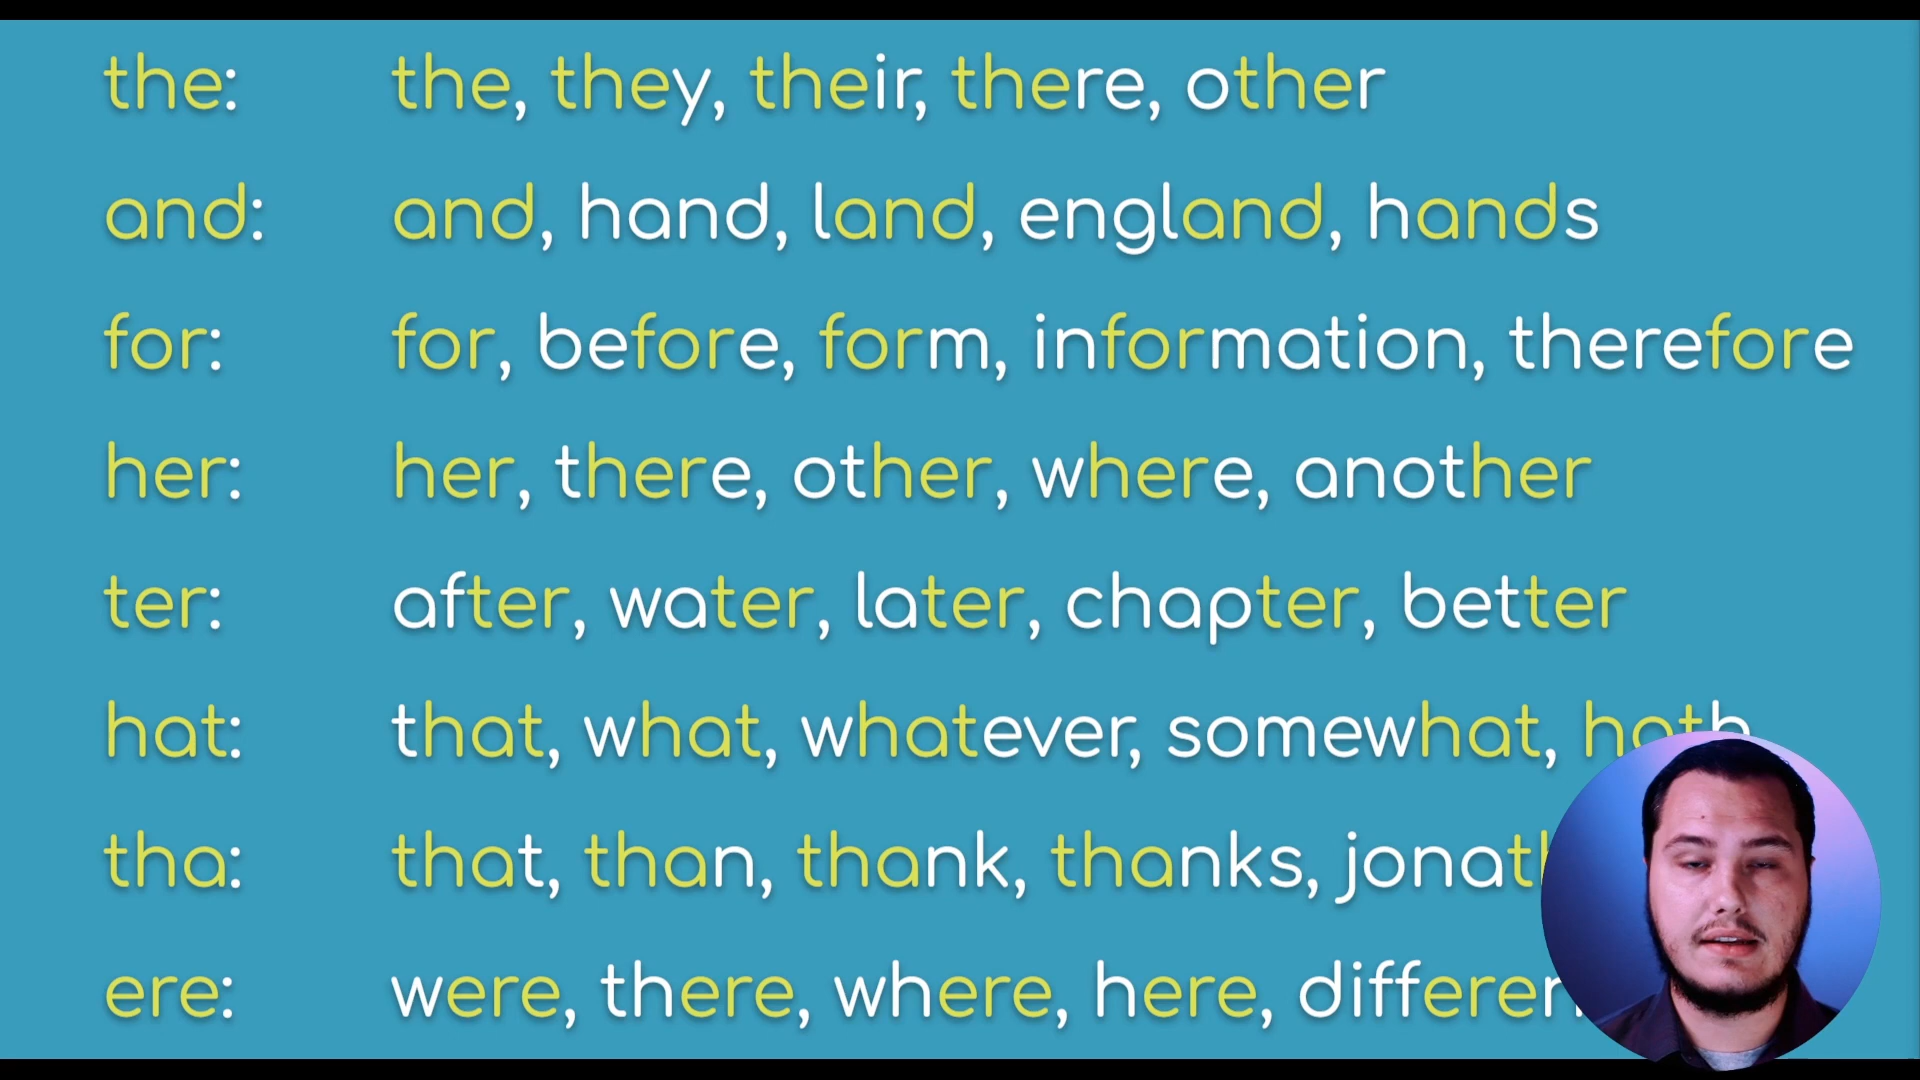 the: the, they, their, there, other
and: and, hand, land, england, hands
for: for, before, form, information, therefore
her: her, there, other, where, another
ter: after, water, later, chapter, better
hat: that, what, whatever, somewhat, hath
tha: that, than, thank, thanks,
ere: were, there, where, here,